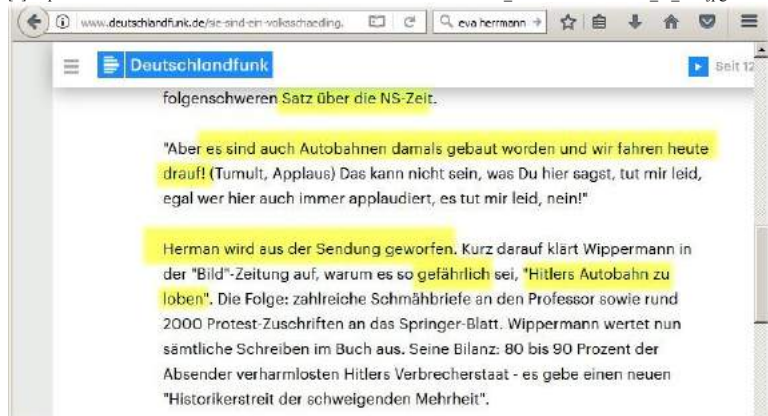 www.deutschlandfunk.de/sie-sind-ein-volksschaedling. eva herrmann
Deutschlandfunk Seit 12
folgenschweren Satz über die NS-Zeit.
"Aber es sind auch Autobahnen damals gebaut worden und wir fahren heute
drauf! (Tumult, Applaus) Das kann nicht sein, was Du hier sagst, tut mir leid,
egal wer hier auch immer applaudiert, es tut mir leid, nein!"
Herman wird aus der Sendung geworfen. Kurz darauf klärt Wippermann in
der "Bild"-Zeitung auf, warum es so gefährlich sei, "Hitlers Autobahn zu
loben". Die Folge: zahlreiche Schmähbriefe an den Professor sowie rund
2000 Protest-Zuschriften an das Springer-Blatt. Wippermann wertet nun
sämtliche Schreiben im Buch aus. Seine Bilanz: 80 bis 90 Prozent der
Absender verharmlosten Hitlers Verbrecherstaat - es gebe einen neuen
"Historikerstreit der schweigenden Mehrheit".